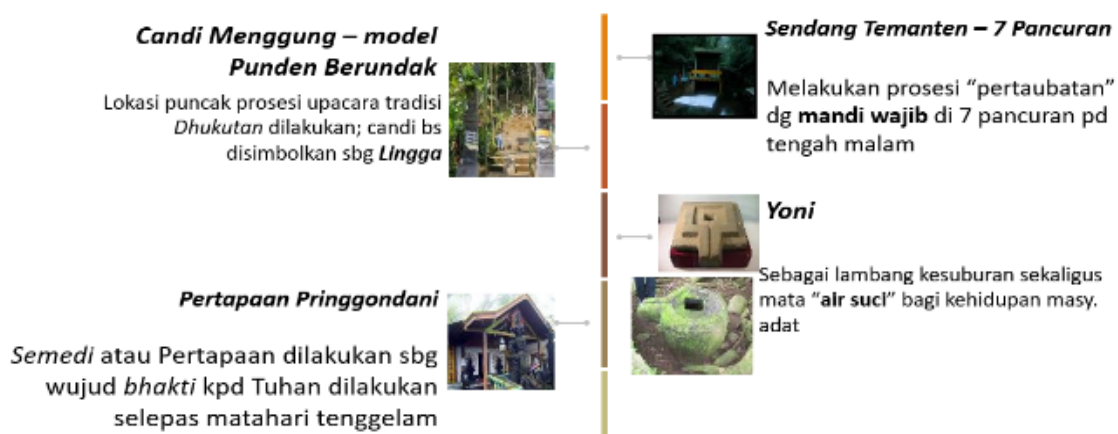 Candi Menggung – model
Punden Berundak
Lokasi puncak prosesi upacara tradisi
Dhukutan dilakukan; candi bs
disimbolkan sbg Lingga
Sendang Temanten – 7 Pancuran
Melakukan prosesi “pertaubatan”
dg mandi wajib di 7 pancuran pd
tengah malam
Yoni
Sebagai lambang kesuburan sekaligus
mata “air suci” bagi kehidupan masy.
adat
Pertapaan Pringgondani
Semedi atau Pertapaan dilakukan sbg
wujud bhakti kpd Tuhan dilakukan
selepas matahari tenggelam